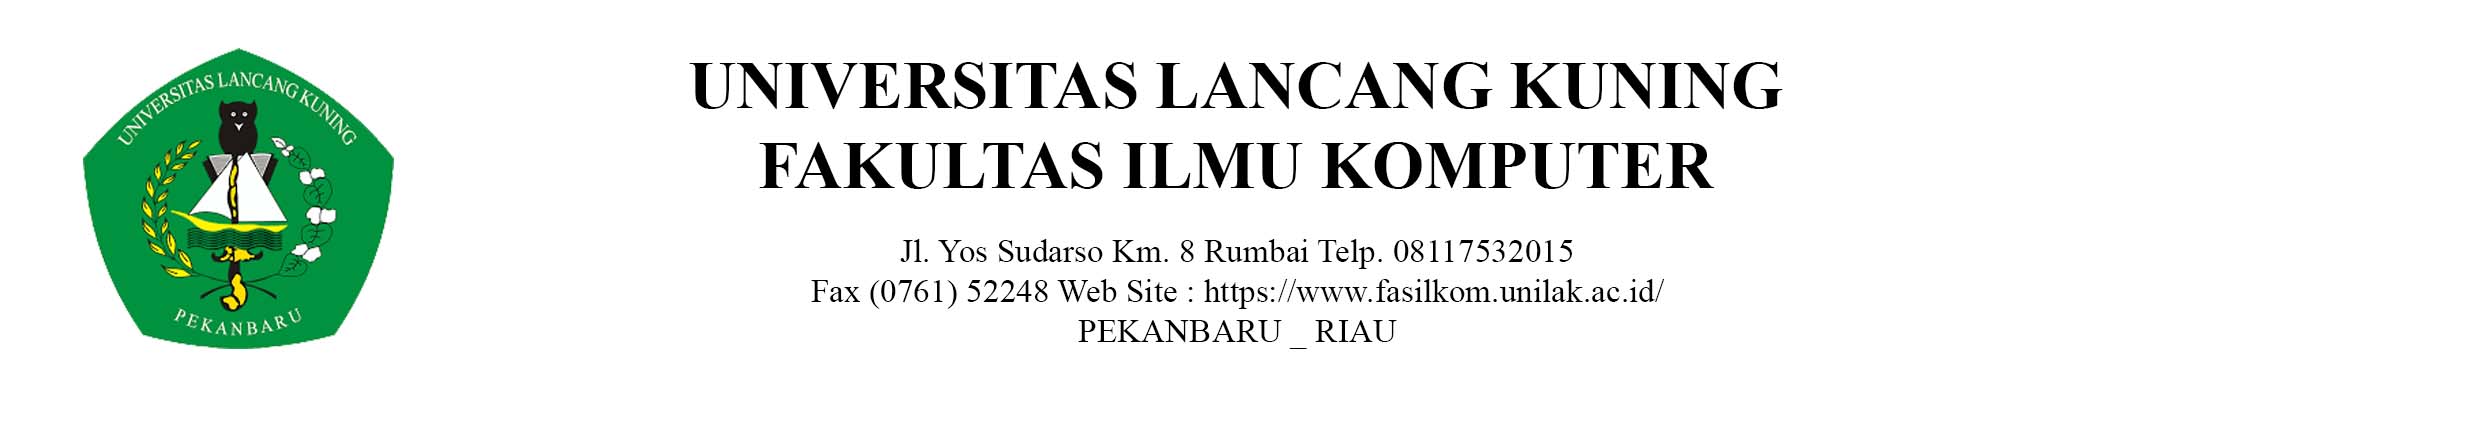 UNIVERSITAS LANCANG KUNING
PEKANBARU
UNIVERSITAS LANCANG KUNING
FAKULTAS ILMU KOMPUTER
Jl. Yos Sudarso Km. 8 Rumbai Telp. 08117532015
Fax (0761) 52248 Web Site : https://www.fasilkom.unilak.ac.id/
PEKANBARU _ RIAU